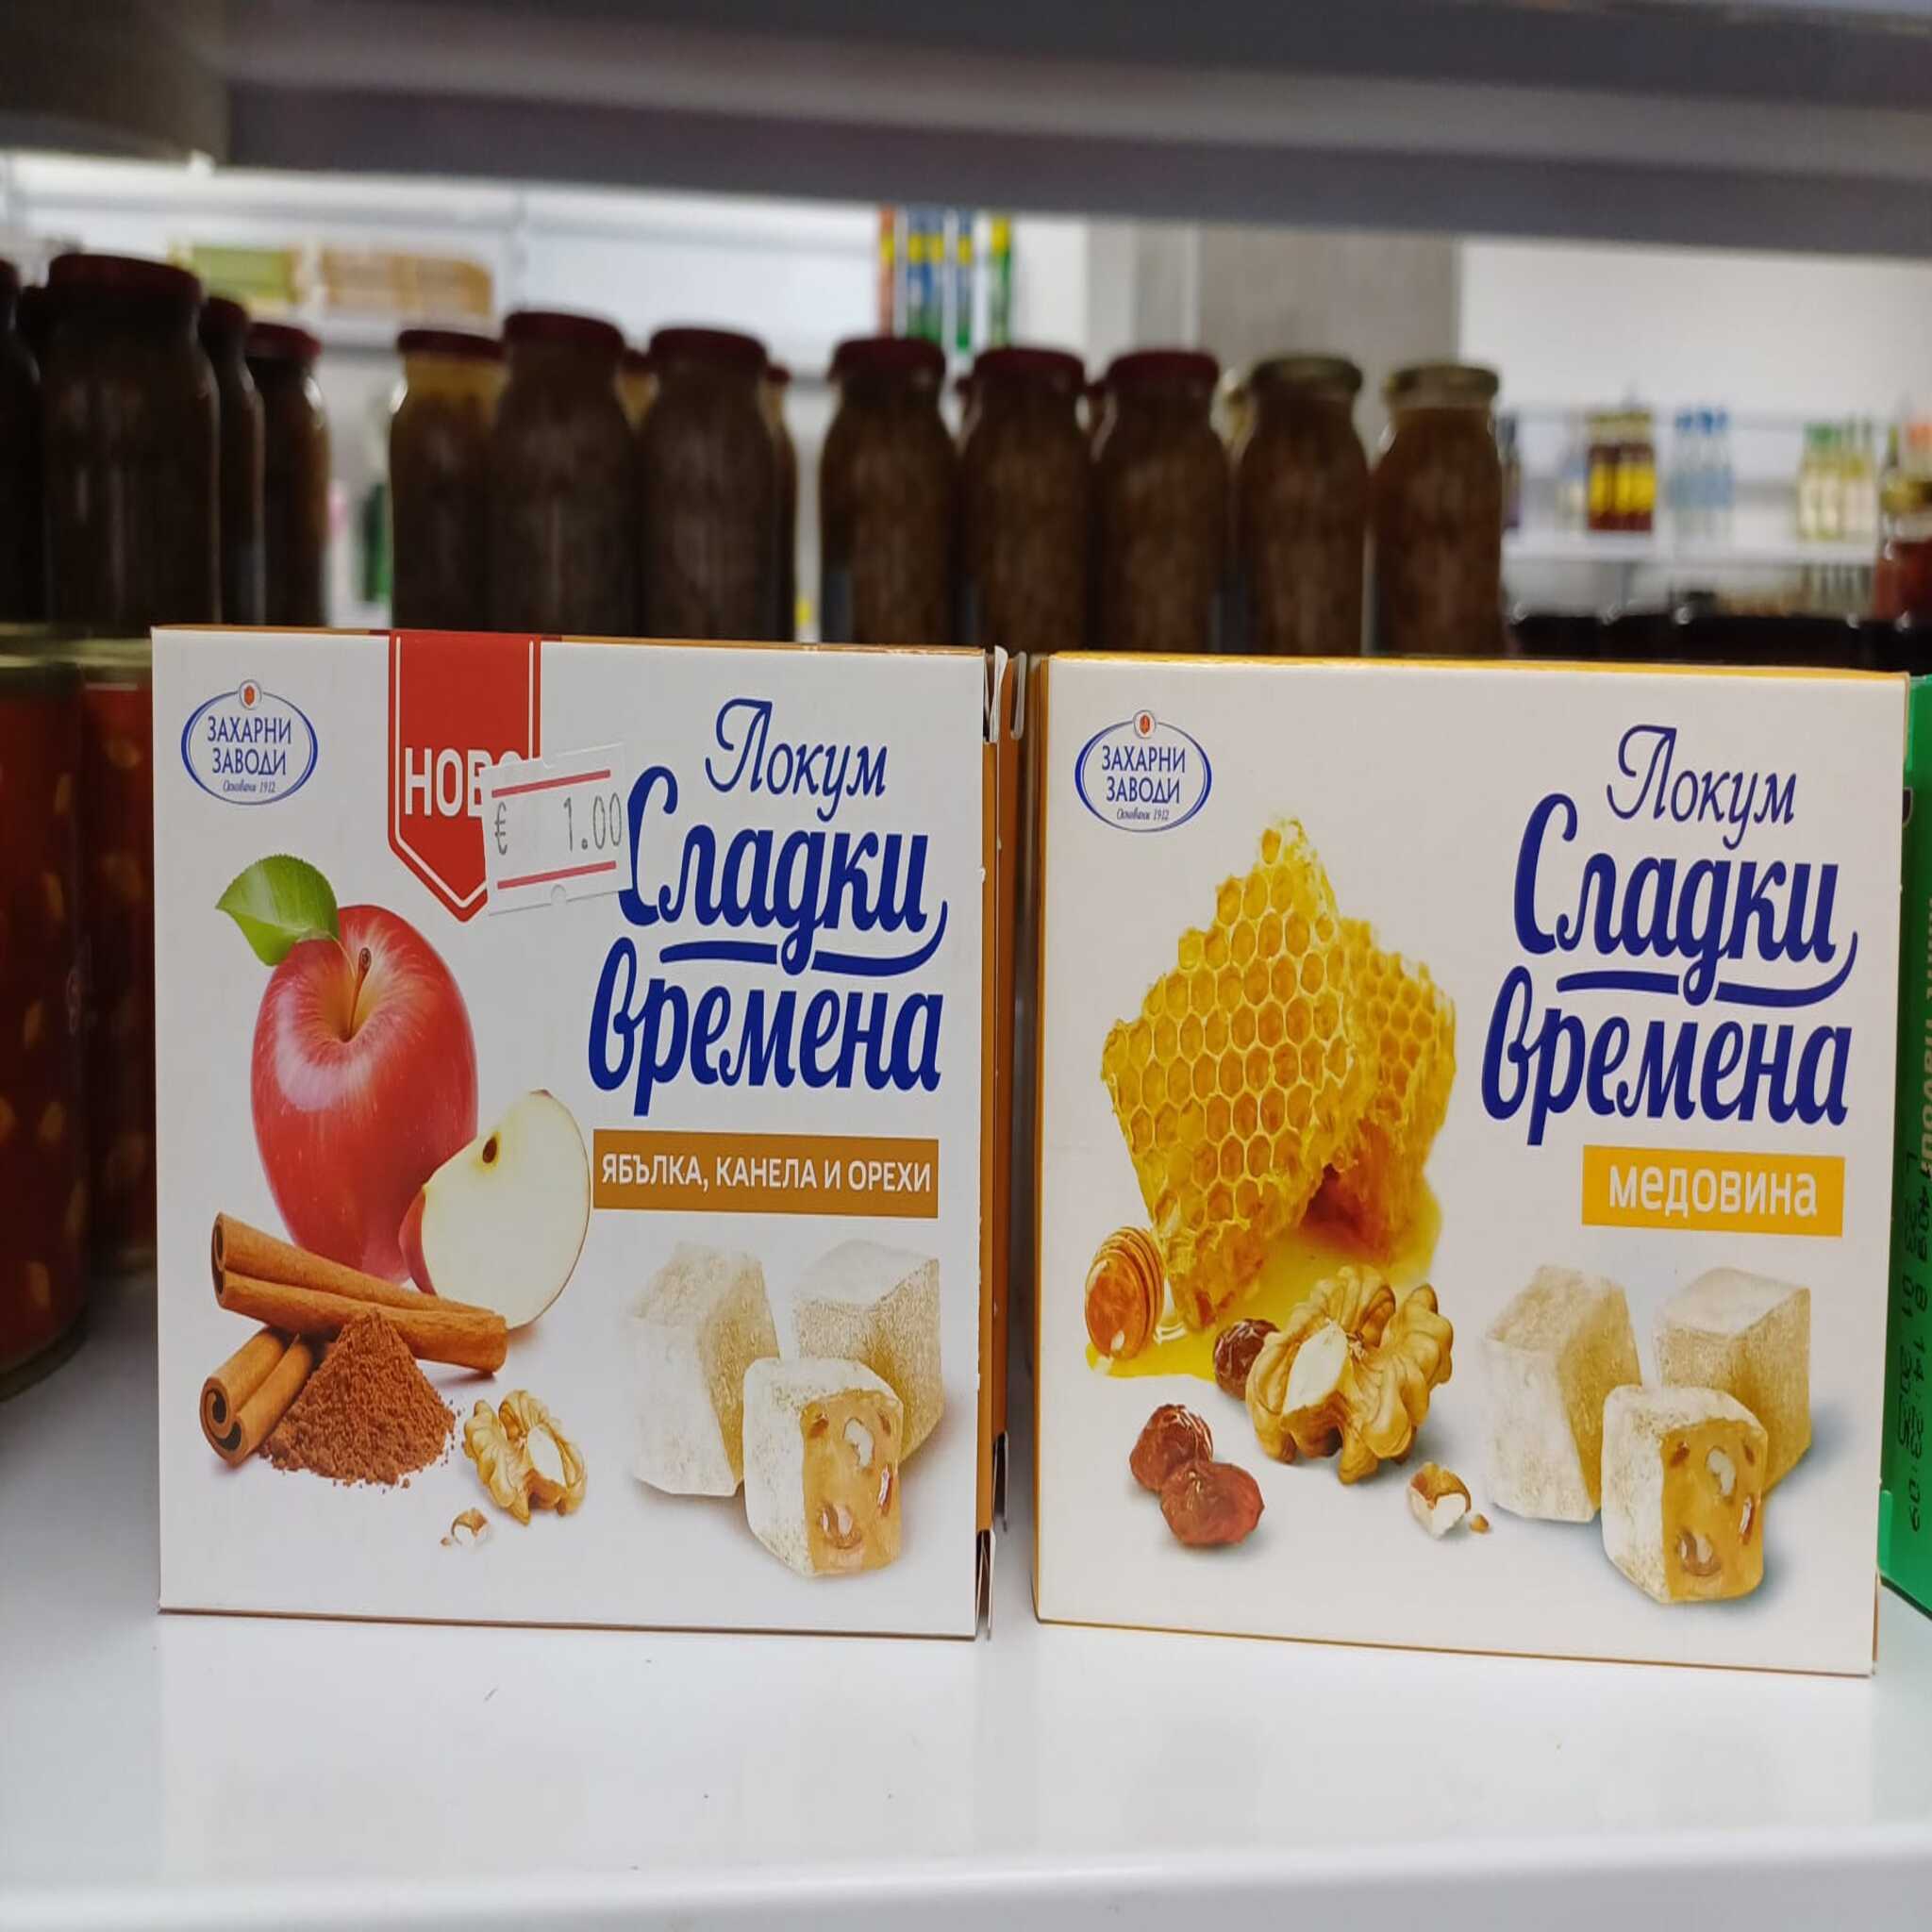 ЗАХАРНИ
ЗАВОДИ
Основани 1912
€ 1.00
Локум
Сладки
времена
ЯБЪЛКА, КАНЕЛА И ОРЕХИ
ЗАХАРНИ
ЗАВОДИ
Основани 1912
Локум
Сладки
времена
медовина